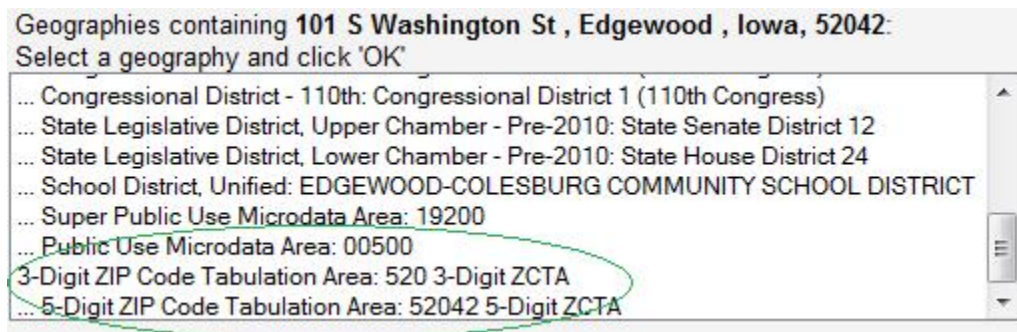 Geographies containing 101 S Washington St , Edgewood , Iowa, 52042:
Select a geography and click 'OK'
... Congressional District - 110th: Congressional District 1 (110th Congress)
... State Legislative District, Upper Chamber - Pre-2010: State Senate District 12
... State Legislative District, Lower Chamber - Pre-2010: State House District 24
... School District, Unified: EDGEWOOD-COLESBURG COMMUNITY SCHOOL DISTRICT
... Super Public Use Microdata Area: 19200
... Public Use Microdata Area: 00500
3-Digit ZIP Code Tabulation Area: 520 3-Digit ZCTA
... 5-Digit ZIP Code Tabulation Area: 52042 5-Digit ZCTA